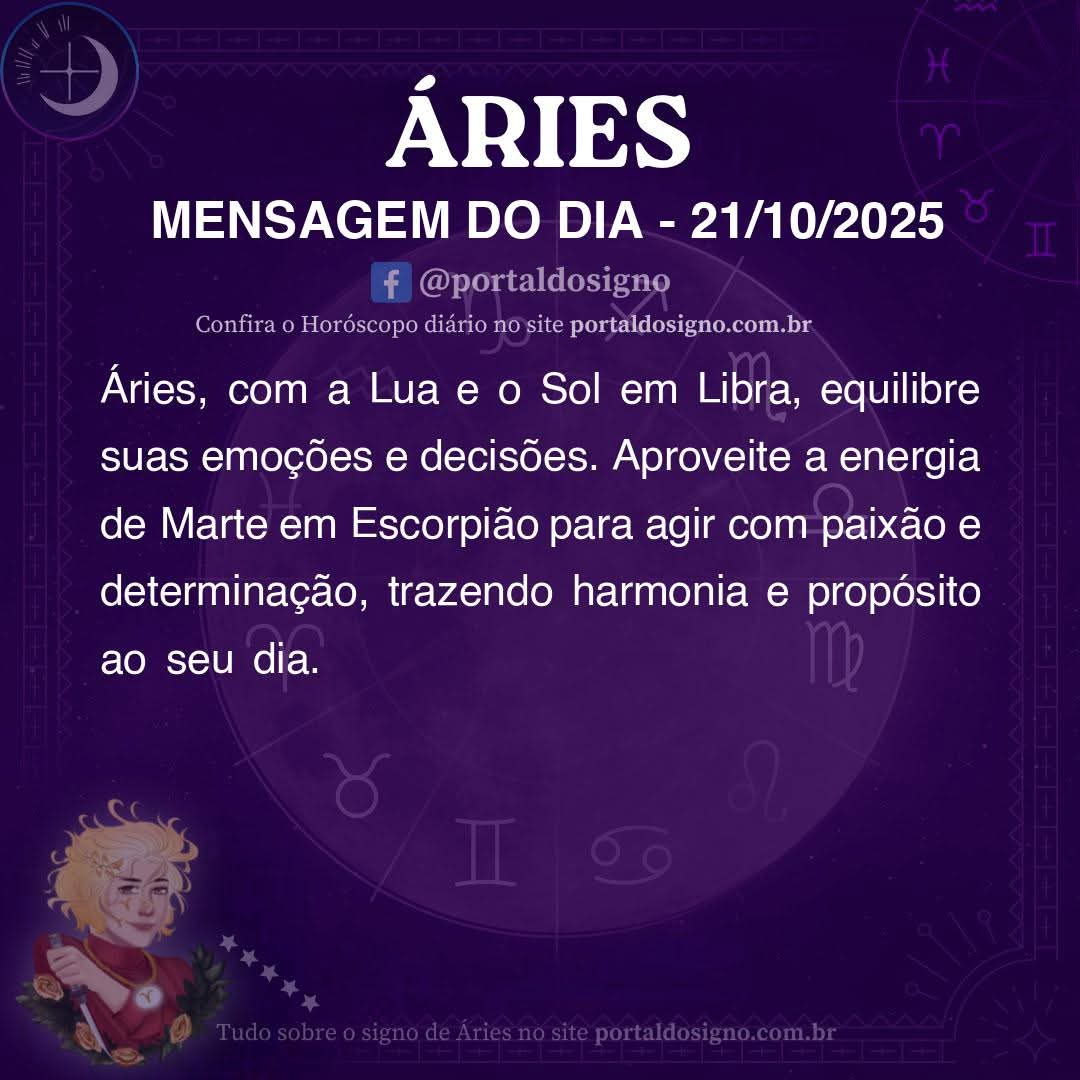 ÁRIES
MENSAGEM DO DIA - 21/10/2025
@portaldosigno
Confira o Horóscopo diário no site portaldosigno.com.br
Áries, com a Lua e o Sol em Libra, equilibre
suas emoções e decisões. Aproveite a energia
de Marte em Escorpião para agir com paixão e
determinação, trazendo harmonia e propósito
ao seu dia.
Tudo sobre o signo de Áries no site portaldosigno.com.br